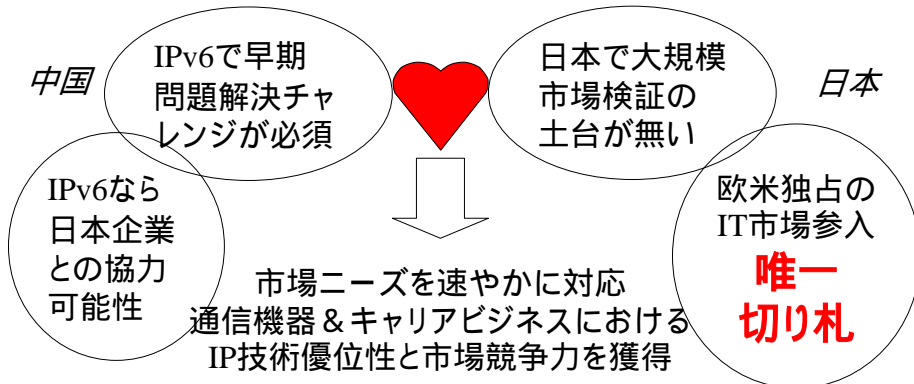 中国
IPv6で早期
問題解決チャ
レンジが必須
日本で大規模
市場検証の
土台が無い
日本
IPv6なら
日本企業
との協力
可能性
欧米独占の
IT市場参入
唯一
切り札
市場ニーズを速やかに対応
通信機器＆キャリアビジネスにおける
IP技術優位性と市場競争力を獲得